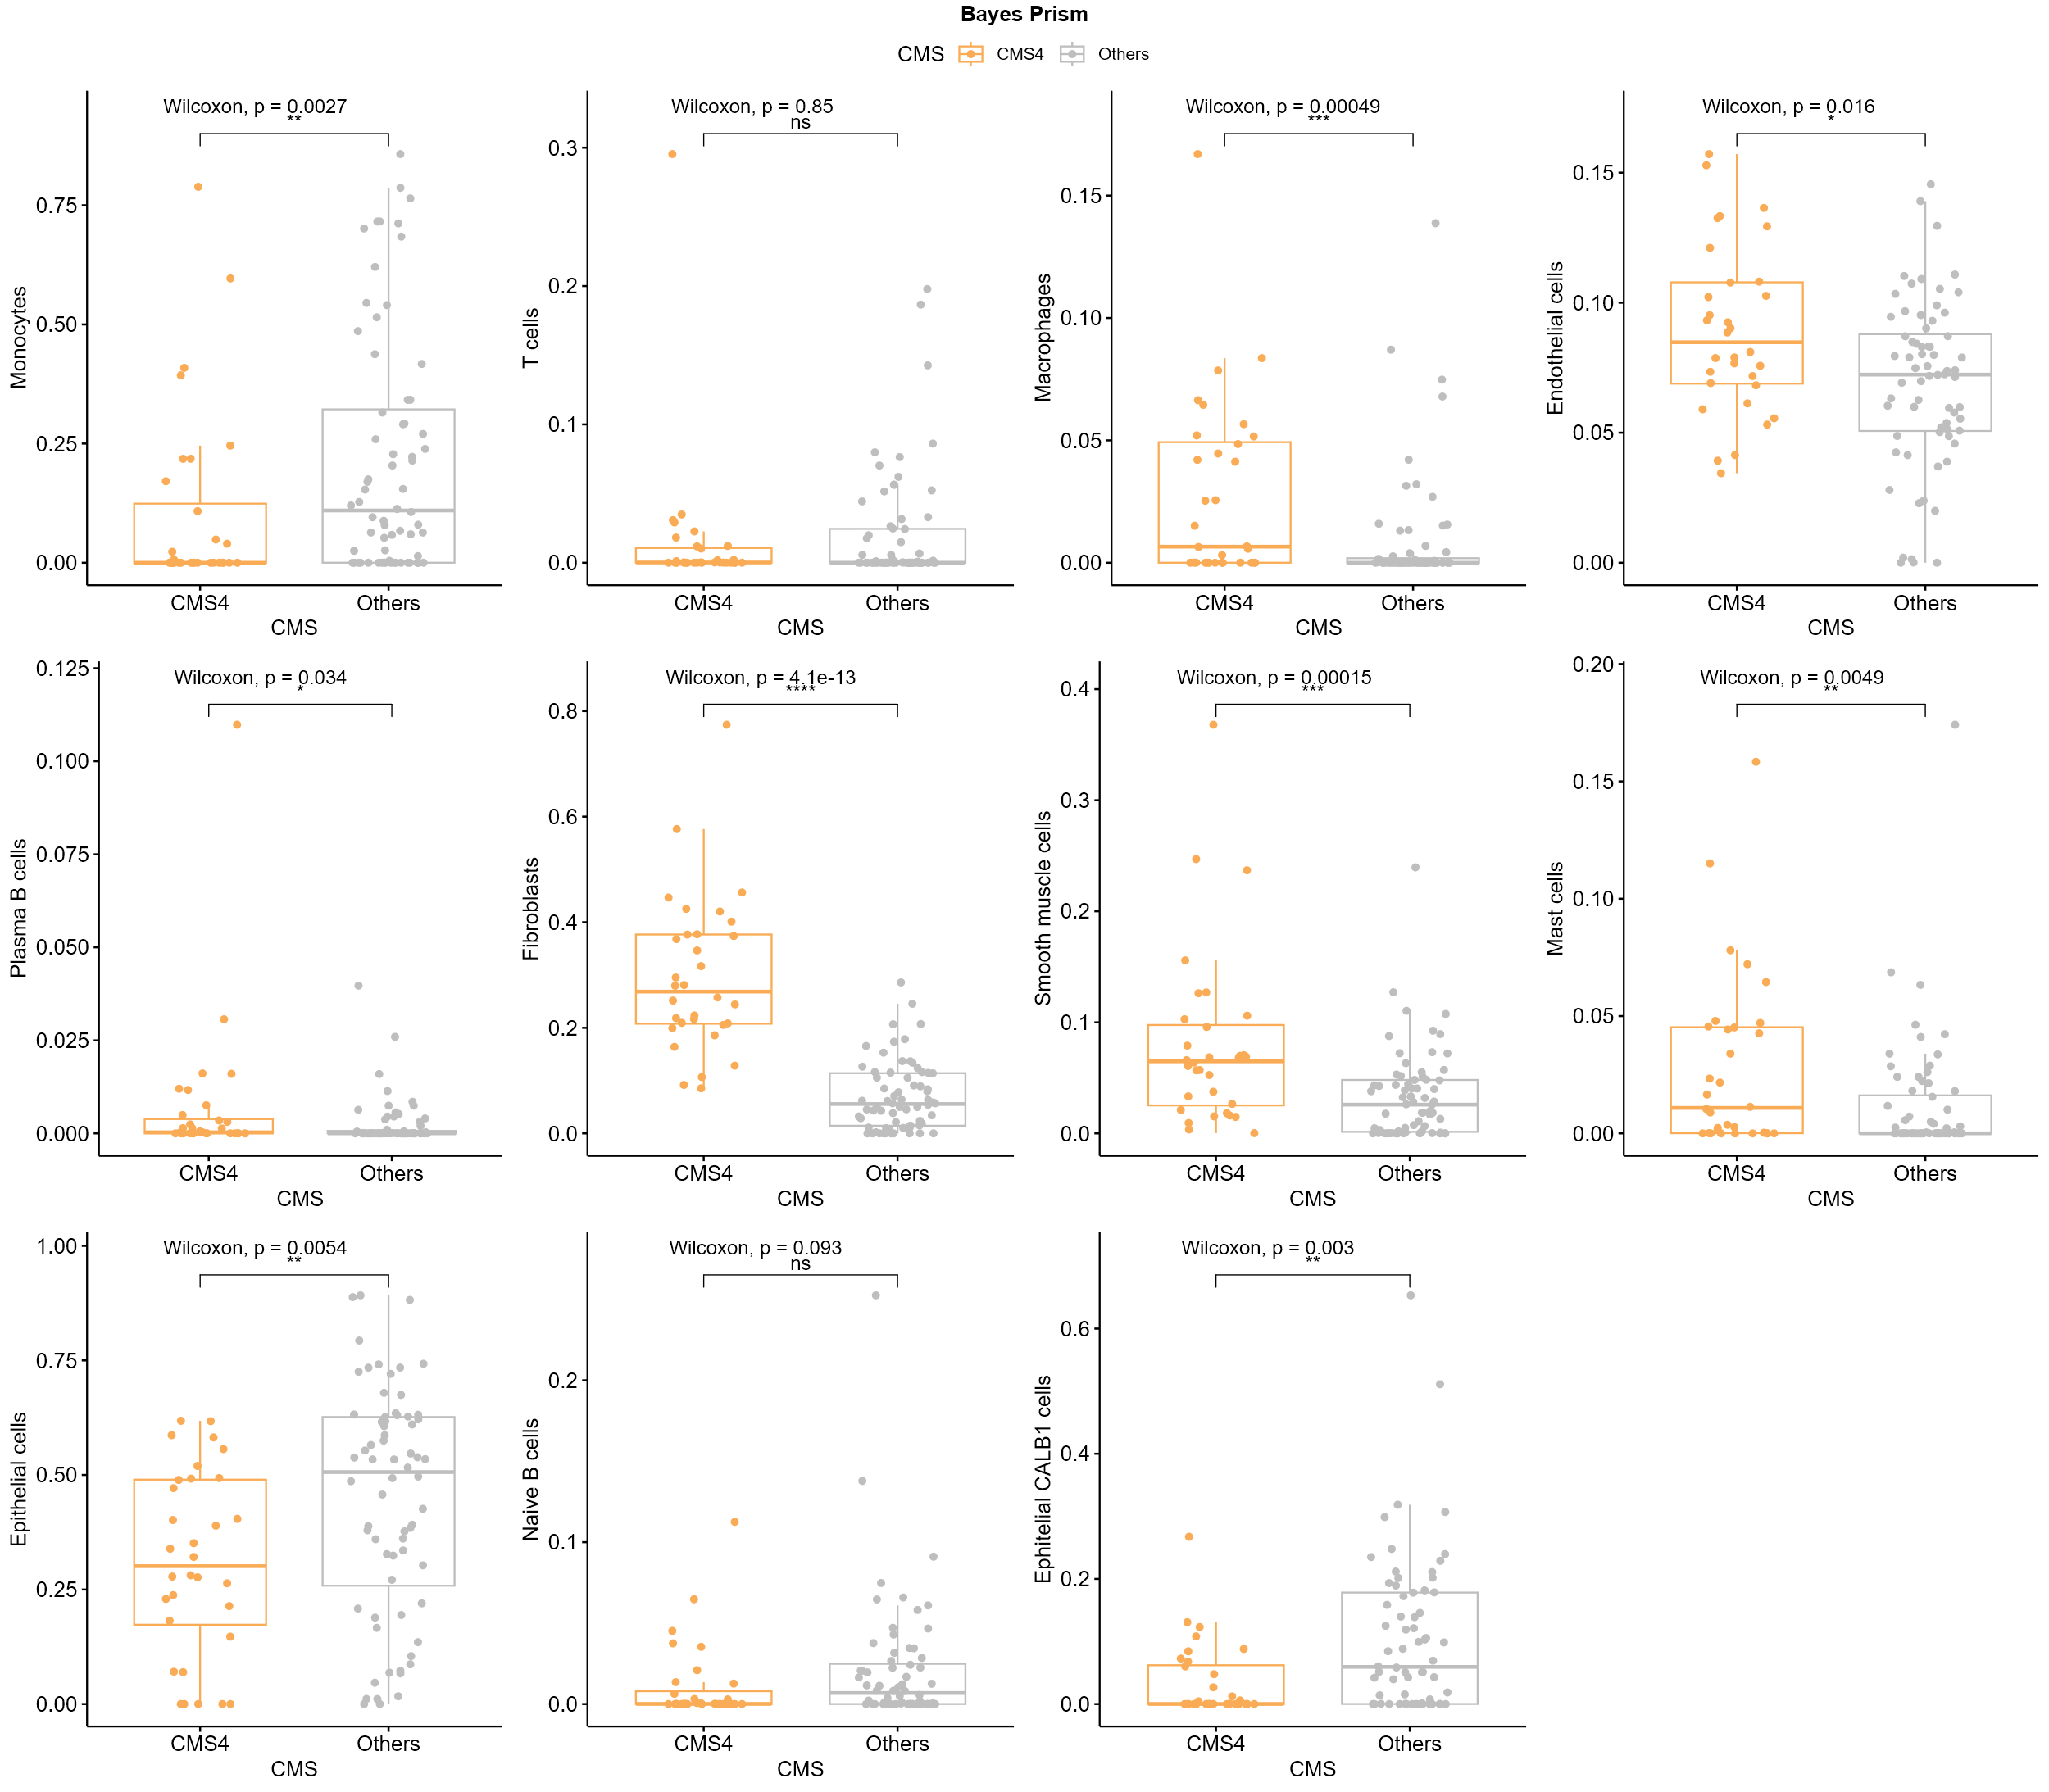 Bayes Prism
CMS CMS4 Others
Wilcoxon, p = 0.0027
**
Monocytes
0.75
0.50
0.25
0.00
CMS4 Others
CMS
Wilcoxon, p = 0.85
ns
T cells
0.3
0.2
0.1
0.0
CMS4 Others
CMS
Wilcoxon, p = 0.00049
***
Macrophages
0.15
0.10
0.05
0.00
CMS4 Others
CMS
Wilcoxon, p = 0.016
*
Endothelial cells
0.15
0.10
0.05
0.00
CMS4 Others
CMS
Wilcoxon, p = 0.034
*
Plasma B cells
0.125
0.100
0.075
0.050
0.025
0.000
CMS4 Others
CMS
Wilcoxon, p = 4.1e-13
****
Fibroblasts
0.8
0.6
0.4
0.2
0.0
CMS4 Others
CMS
Wilcoxon, p = 0.00015
***
Smooth muscle cells
0.4
0.3
0.2
0.1
0.0
CMS4 Others
CMS
Wilcoxon, p = 0.0049
**
Mast cells
0.20
0.15
0.10
0.05
0.00
CMS4 Others
CMS
Wilcoxon, p = 0.0054
**
Epithelial cells
1.00
0.75
0.50
0.25
0.00
CMS4 Others
CMS
Wilcoxon, p = 0.093
ns
Naive B cells
0.2
0.1
0.0
CMS4 Others
CMS
Wilcoxon, p = 0.003
**
Ephitelial CALB1 cells
0.6
0.4
0.2
0.0
CMS4 Others
CMS